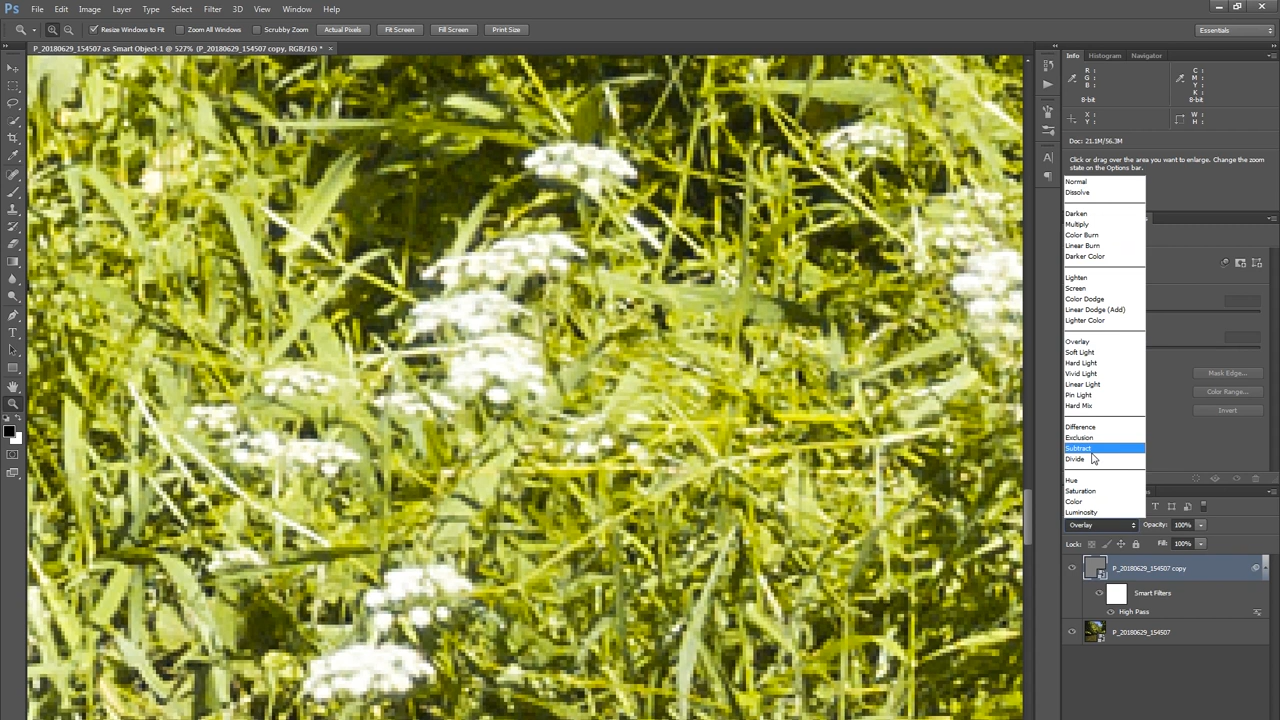 Ps File Edit Image Layer Type Select Filter 3D View Window Help
Resize Windows to Fit Zoom All Windows Scrubby Zoom Actual Pixels Fit Screen Fill Screen Print Size Essentials
P_20180629_154507 as Smart Object-1 @ 527% (P_20180629_154507 copy, RGB/16) * ×
Info Histogram Navigator
R : C :
G : M :
B : Y :
K :
8-bit 8-bit
X : W :
Y : H :
Doc: 21.1M/56.3M
Click or drag over the area you want to enlarge. Change the zoom
state on the Options bar.
Normal
Dissolve
Darken
Multiply
Color Burn
Linear Burn
Darker Color
Lighten
Screen
Color Dodge
Linear Dodge (Add)
Lighter Color
Overlay
Soft Light
Hard Light
Vivid Light
Linear Light
Pin Light
Hard Mix
Difference
Exclusion
Subtract
Divide
Hue
Saturation
Color
Luminosity
Mask Edge...
Color Range...
Invert
Overlay Opacity: 100%
Lock: Fill: 100%
P_20180629_154507 copy
Smart Filters
High Pass
P_20180629_154507